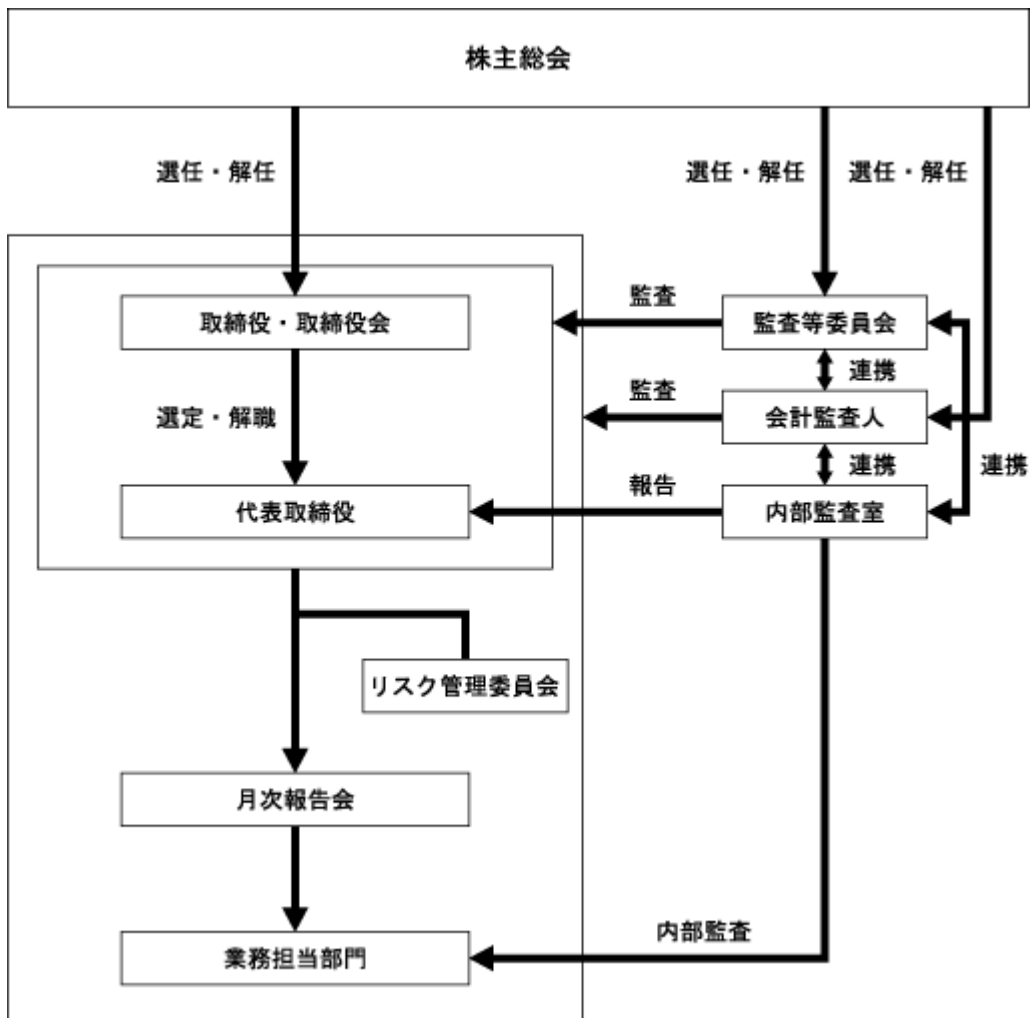 株主総会
選任・解任
選任・解任
選任・解任
取締役・取締役会
監査
監査等委員会
連携
選定・解職
監査
会計監査人
連携
連携
代表取締役
報告
内部監査室
リスク管理委員会
月次報告会
内部監査
業務担当部門